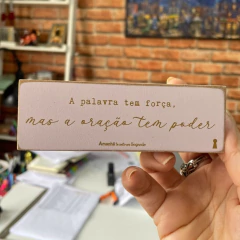 A palavra tem força,
mas a oração tem poder